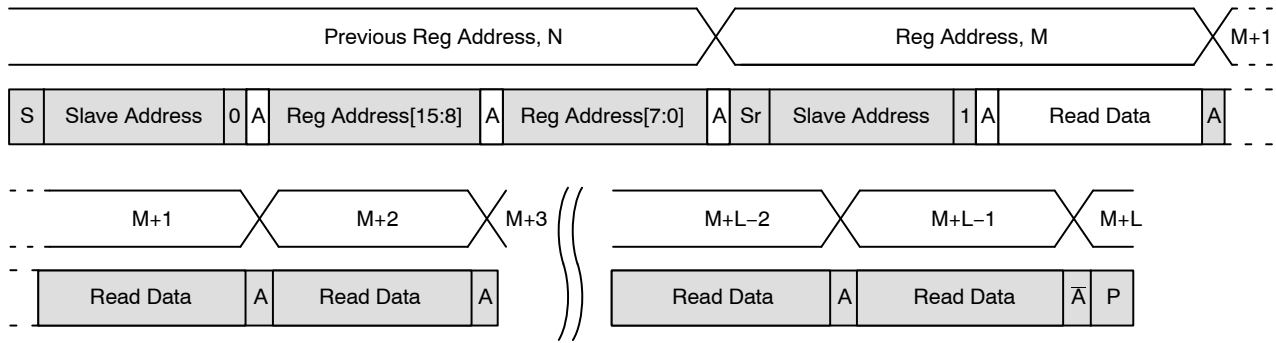 Previous Reg Address, N Reg Address, M M+1
S Slave Address 0 A Reg Address[15:8] A Reg Address[7:0] A Sr Slave Address 1 A Read Data A
M+1 M+2 M+3 M+L−2 M+L−1 M+L
Read Data A Read Data A Read Data A Read Data A̅ P